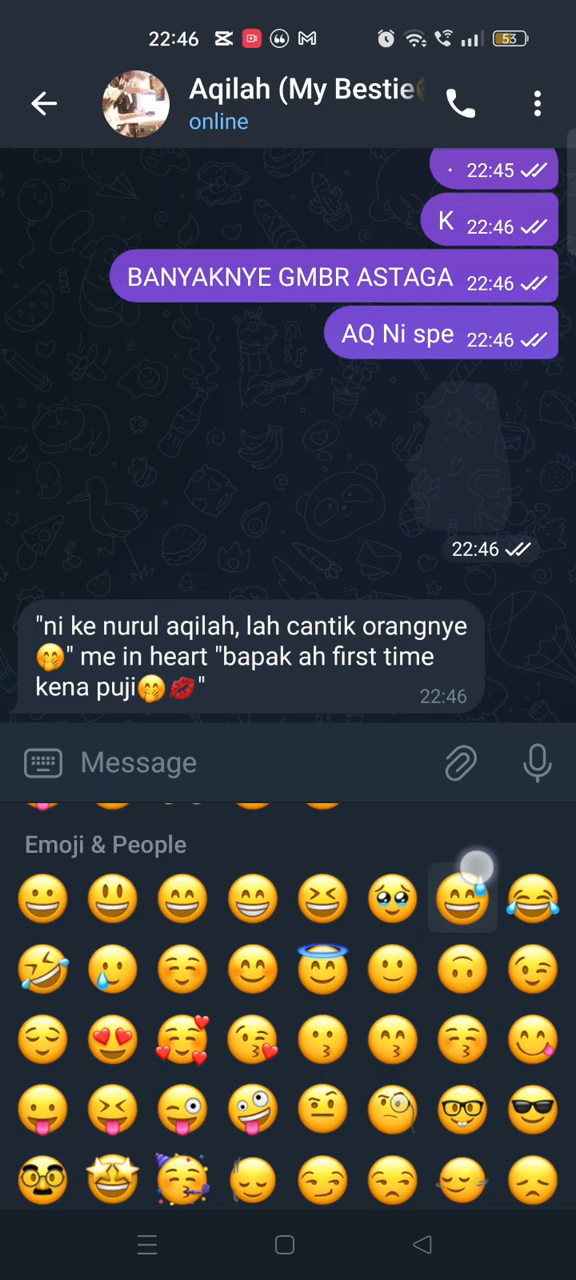 22:46
53
Aqilah (My Bestie
online
. 22:45
K 22:46
BANYAKNYE GMBR ASTAGA 22:46
AQ Ni spe 22:46
22:46
"ni ke nurul aqilah, lah cantik orangnye
🤭" me in heart "bapak ah first time
kena puji🤭💋"
22:46
Message
Emoji & People